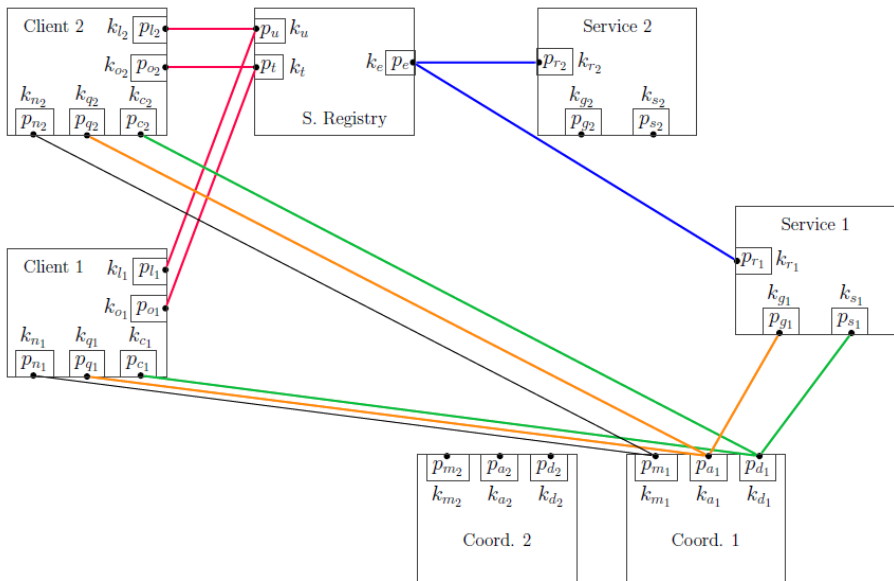 Client 2
k_{l_2} p_{l_2}
k_{o_2} p_{o_2}
k_{n_2} k_{q_2} k_{c_2}
p_{n_2} p_{q_2} p_{c_2}
p_u k_u
p_t k_t
k_e p_e
S. Registry
Service 2
p_{r_2} k_{r_2}
k_{g_2} k_{s_2}
p_{g_2} p_{s_2}
Service 1
p_{r_1} k_{r_1}
k_{g_1} k_{s_1}
p_{g_1} p_{s_1}
Client 1
k_{l_1} p_{l_1}
k_{o_1} p_{o_1}
k_{n_1} k_{q_1} k_{c_1}
p_{n_1} p_{q_1} p_{c_1}
p_{m_2} p_{a_2} p_{d_2}
k_{m_2} k_{a_2} k_{d_2}
Coord. 2
p_{m_1} p_{a_1} p_{d_1}
k_{m_1} k_{a_1} k_{d_1}
Coord. 1